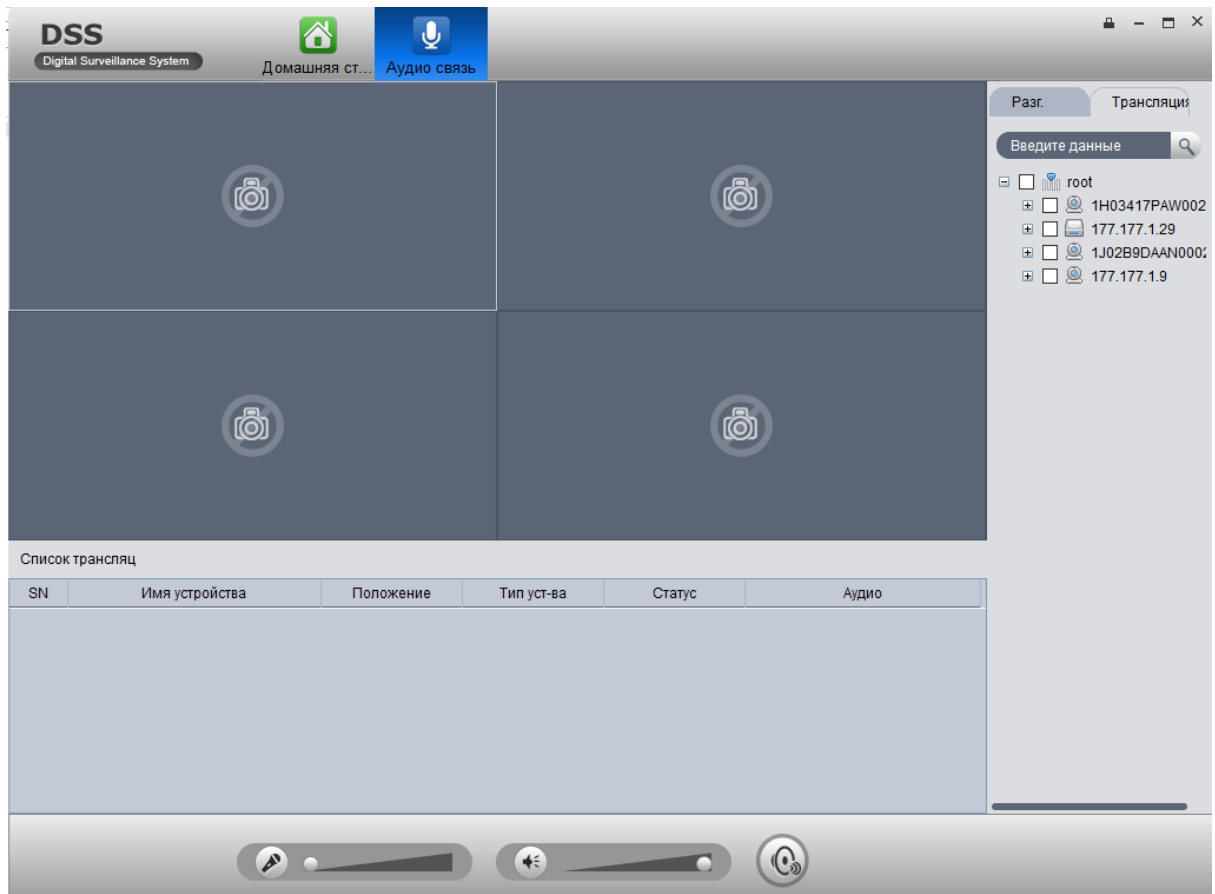 DSS
Digital Surveillance System
Домашняя ст...
Аудио связь
Разг.
Трансляция
Введите данные
root
1H03417PAW002
177.177.1.29
1J02B9DAAN0002
177.177.1.9
Список трансляц
SN Имя устройства Положение Тип уст-ва Статус Аудио